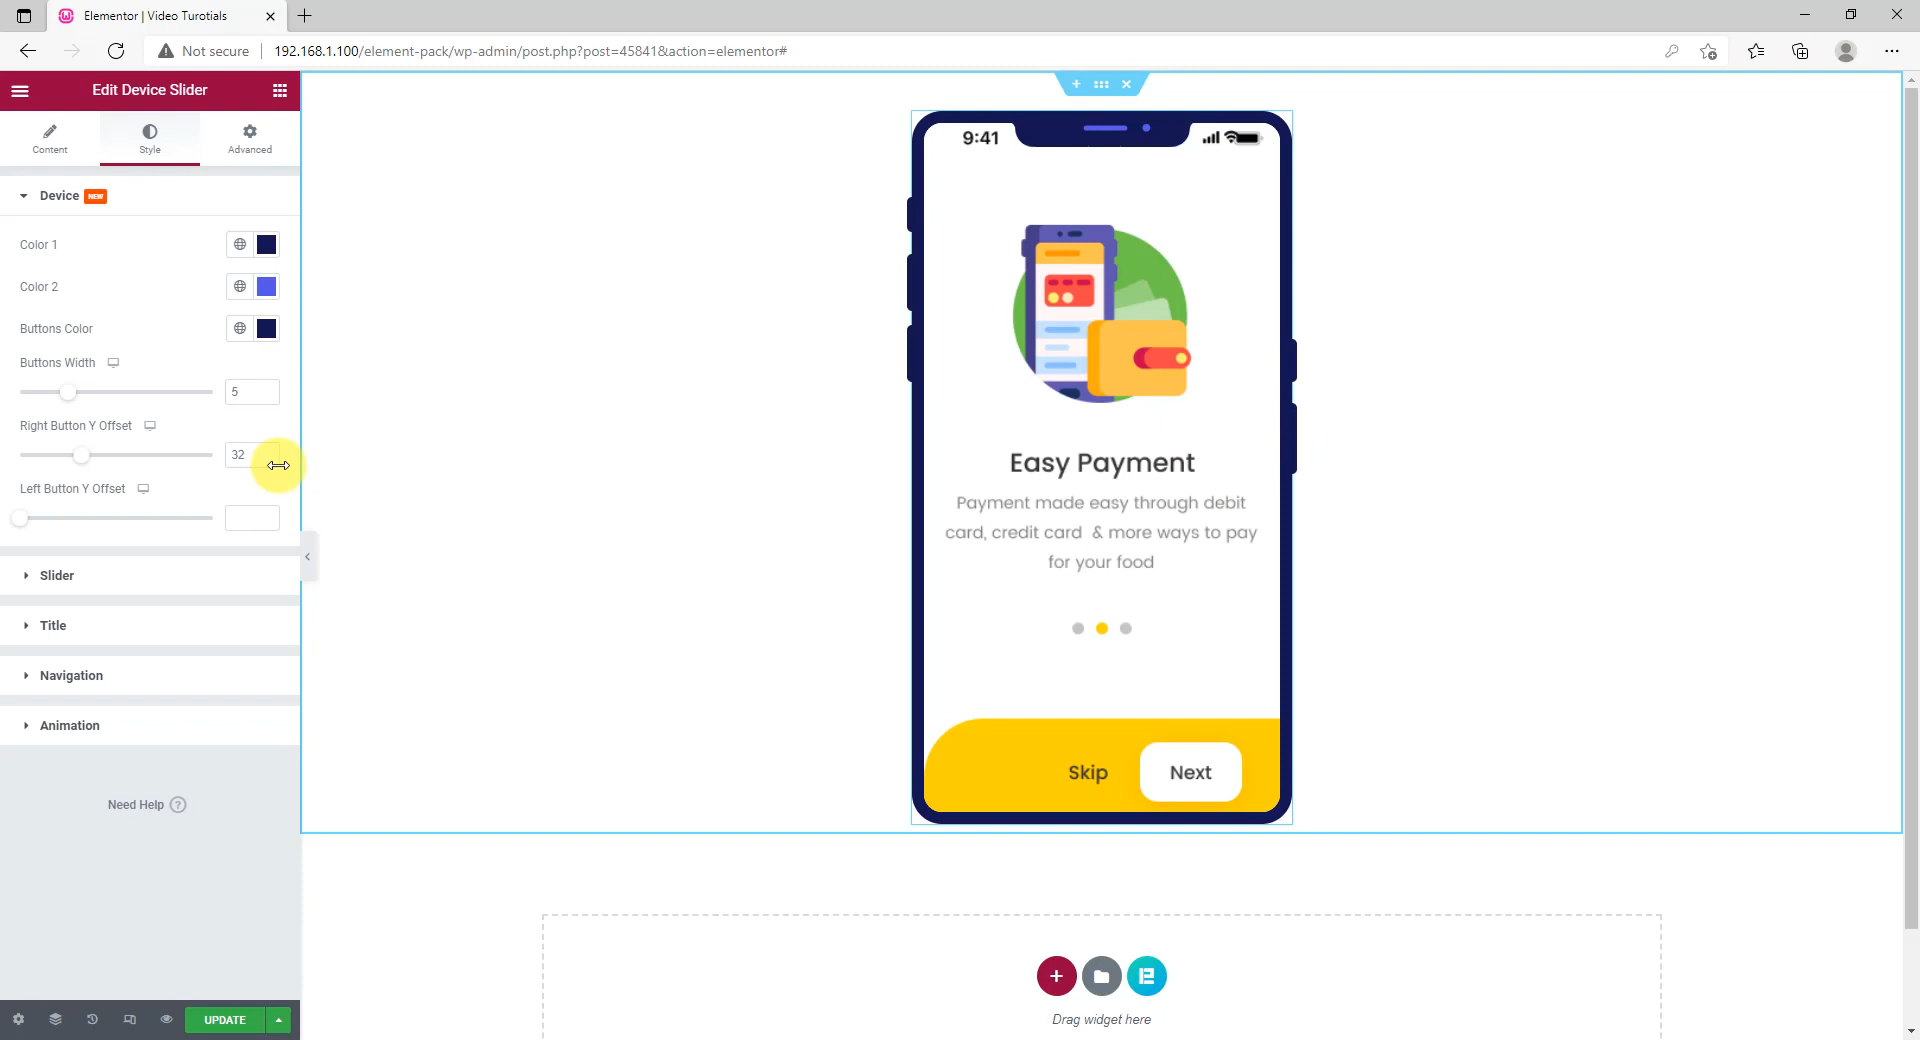 Elementor | Video Turotials
Not secure
192.168.1.100/element-pack/wp-admin/post.php?post=45841&action=elementor#
Edit Device Slider
Content
Style
Advanced
Device NEW
Color 1
Color 2
Buttons Color
Buttons Width
5
Right Button Y Offset
32
Left Button Y Offset
Slider
Title
Navigation
Animation
Need Help ?
UPDATE
9:41
Easy Payment
Payment made easy through debit
card, credit card & more ways to pay
for your food
Skip
Next
Drag widget here